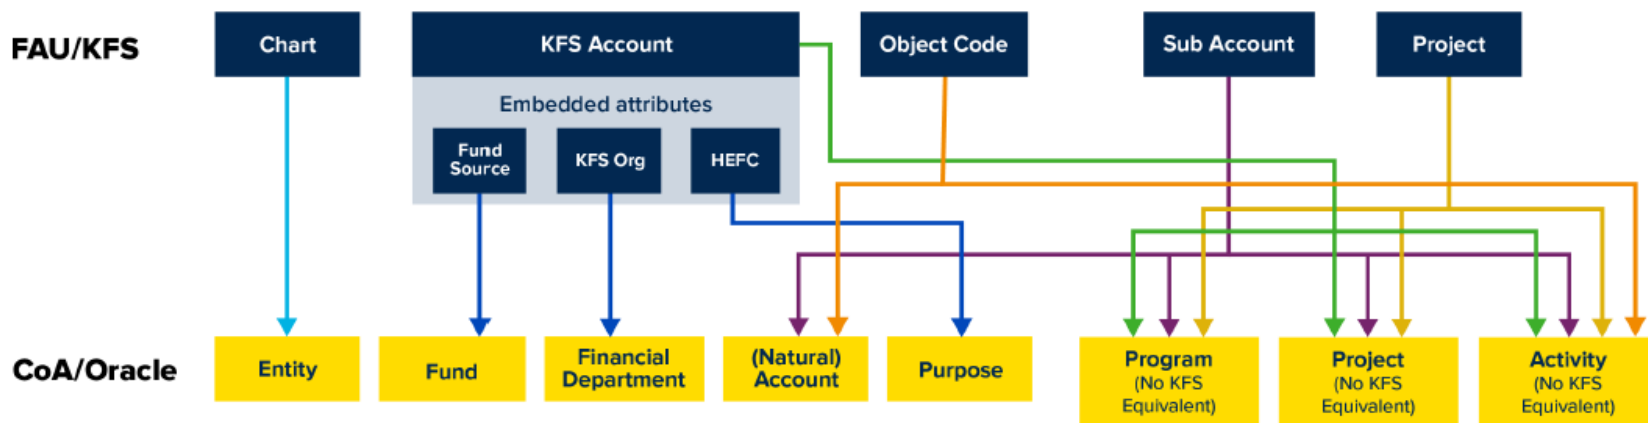 FAU/KFS
Chart
KFS Account
Object Code
Sub Account
Project
Embedded attributes
Fund
Source
KFS Org
HEFC
CoA/Oracle
Entity
Fund
Financial
Department
(Natural)
Account
Purpose
Program
(No KFS
Equivalent)
Project
(No KFS
Equivalent)
Activity
(No KFS
Equivalent)